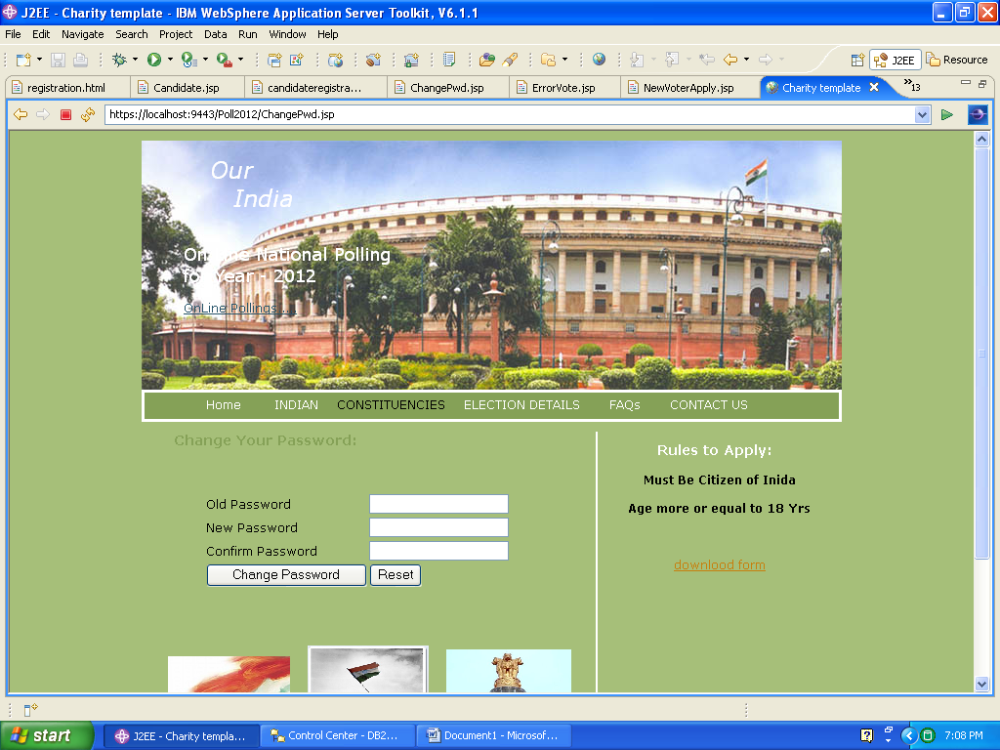 J2EE - Charity template - IBM WebSphere Application Server Toolkit, V6.1.1
File Edit Navigate Search Project Data Run Window Help
J2EE Resource
registration.html Candidate.jsp candidateregistra... ChangePwd.jsp ErrorVote.jsp NewVoterApply.jsp Charity template »13
https://localhost:9443/Poll2012/ChangePwd.jsp
Our
India
OnLine National Polling
for Year - 2012
OnLine Pollings ....
Home INDIAN CONSTITUENCIES ELECTION DETAILS FAQs CONTACT US
Change Your Password:
Rules to Apply:
Must Be Citizen of Inida
Age more or equal to 18 Yrs
Old Password
New Password
Confirm Password
downlood form
Change Password Reset
start J2EE - Charity templa... Control Center - DB2... Document1 - Microsof... 7:08 PM